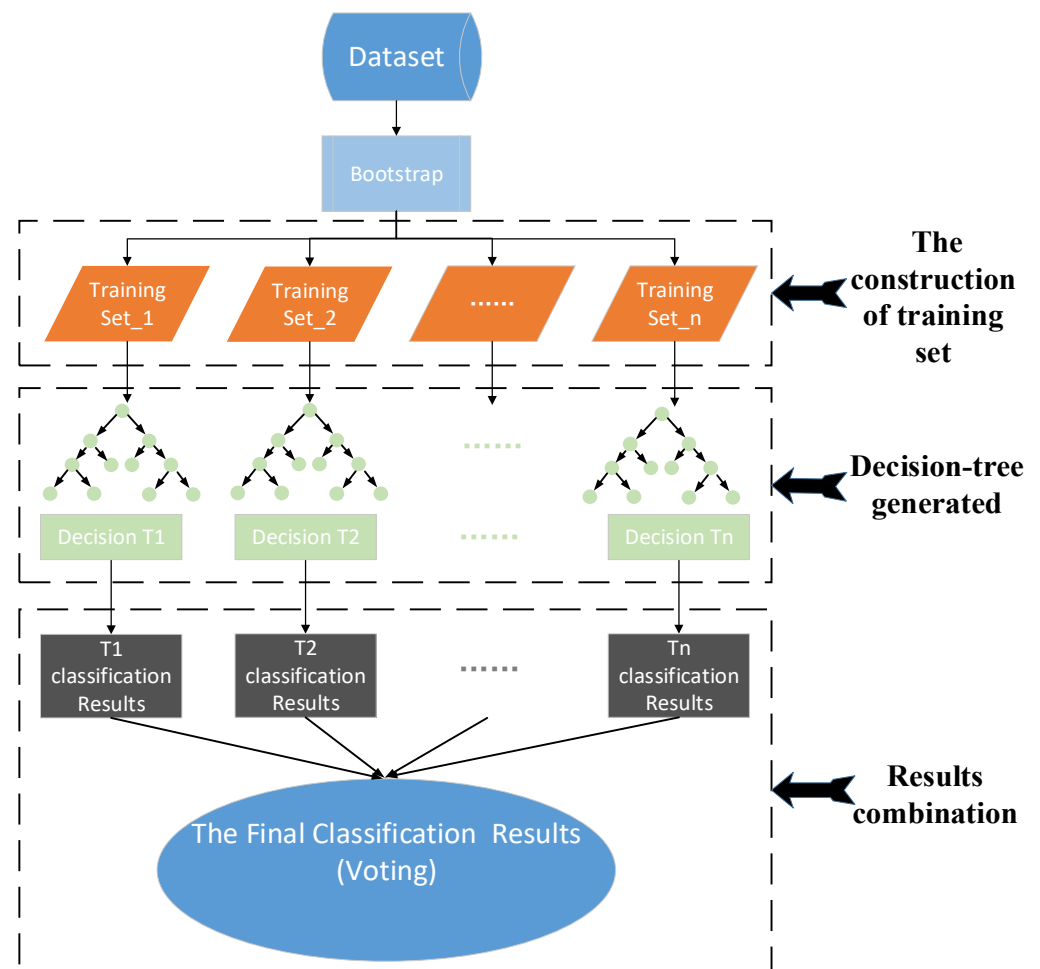 Dataset
Bootstrap
Training
Set_1
Training
Set_2
......
Training
Set_n
The
construction
of training
set
.......
Decision-tree
generated
Decision T1
Decision T2
.......
Decision Tn
T1
classification
Results
T2
classification
Results
.......
Tn
classification
Results
Results
combination
The Final Classification Results
(Voting)